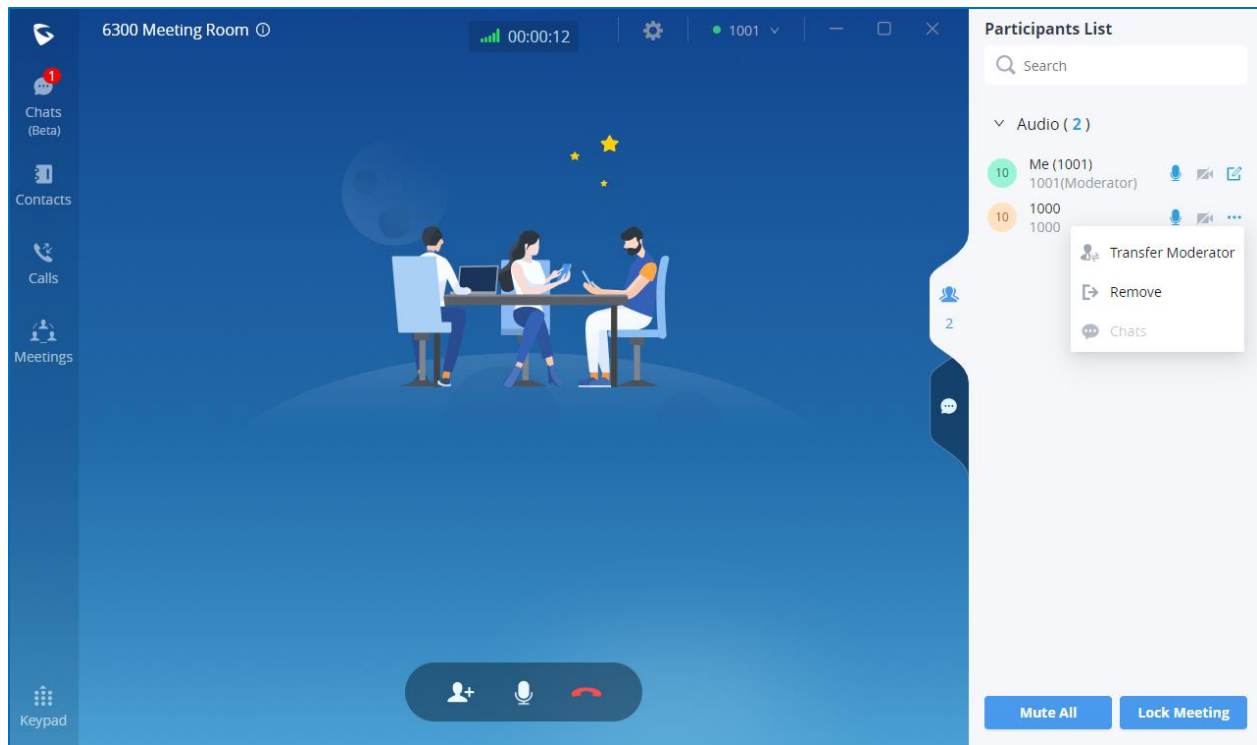 6300 Meeting Room
00:00:12
1001
1
Chats
(Beta)
Contacts
Calls
Meetings
Keypad
2
Participants List
Search
Audio ( 2 )
10
Me (1001)
1001(Moderator)
10
1000
1000
Transfer Moderator
Remove
Chats
Mute All
Lock Meeting